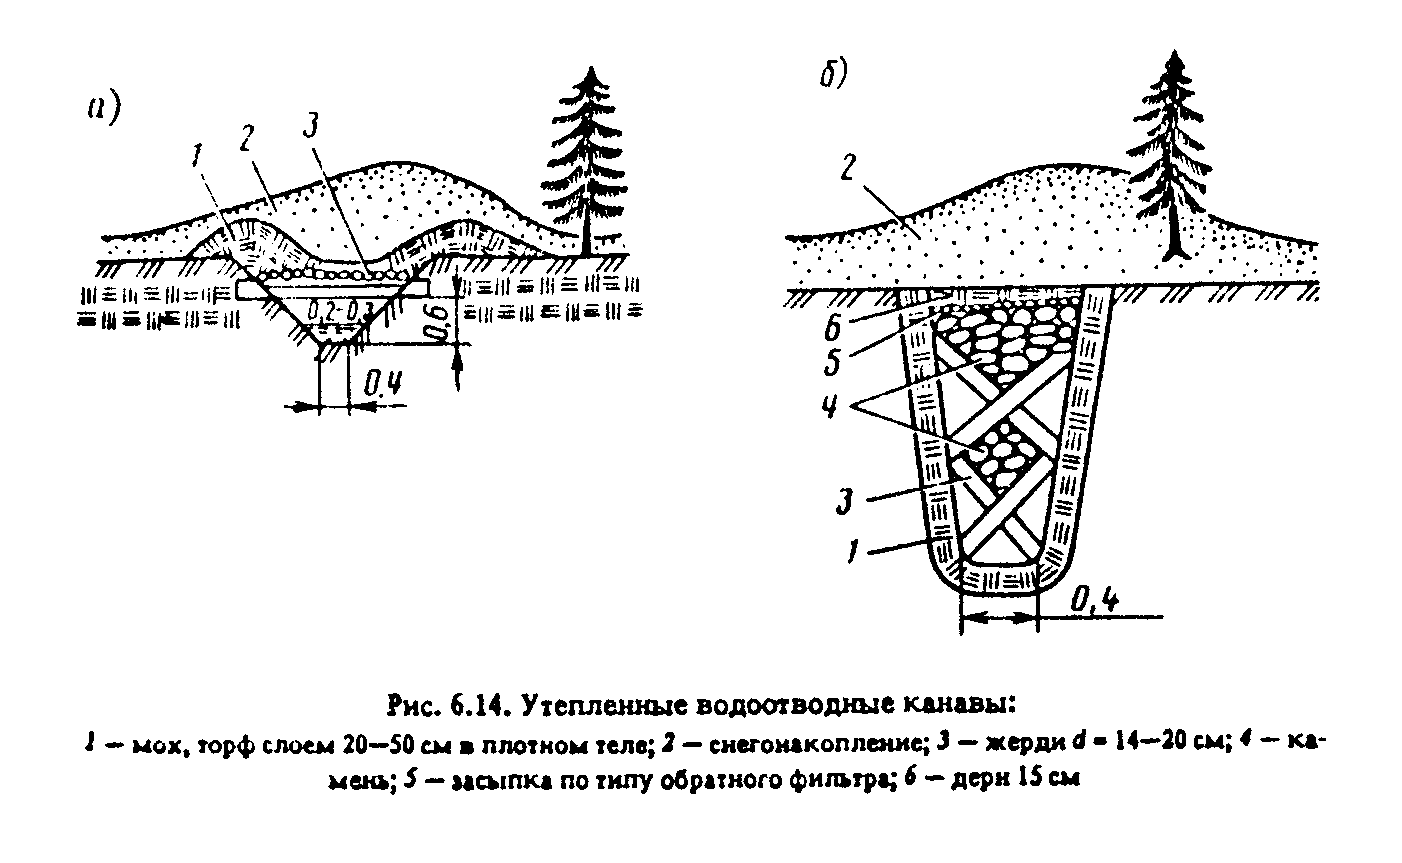 а)
1
2
3
0,2-0,3
0,6
0,4
б)
2
6
5
4
3
1
0,4
Рис. 6.14. Утепленные водоотводные канавы:
1 — мох, торф слоем 20—50 см в плотном теле; 2 — снегонакопление; 3 — жерди d = 14—20 см; 4 — ка-
мень; 5 — засыпка по типу обратного фильтра; 6 — дерн 15 см